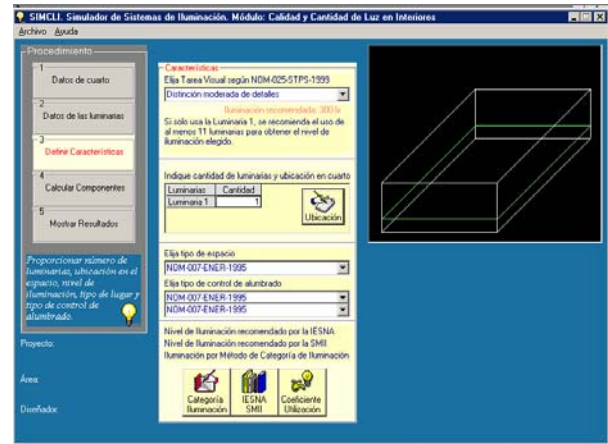 SIMCLI. Simulador de Sistemas de Iluminación. Módulo: Calidad y Cantidad de Luz en Interiores
Archivo Ayuda
Procedimiento
1
Datos de cuarto
2
Datos de las luminarias
3
Definir Características
4
Calcular Componentes
5
Mostrar Resultados
Proporcionar número de
luminarias, ubicación en el
espacio, nivel de
iluminación, tipo de lugar y
tipo de control de
alumbrado.
Proyecto:
Área:
Diseñador:
Características
Elija Tarea Visual según NOM-025-STPS-1999
Distinción moderada de detalles
Iluminación recomendada: 300 lx
Si solo usa la Luminaria 1, se recomienda el uso de
al menos 11 luminarias para obtener el nivel de
iluminación elegido.
Indique cantidad de luminarias y ubicación en cuarto
Luminarias Cantidad
Luminaria 1 1
Ubicación
Elija tipo de espacio
NOM-007-ENER-1995
Elija tipo de control de alumbrado
NOM-007-ENER-1995
NOM-007-ENER-1995
Nivel de Iluminación recomendado por la IESNA
Nivel de Iluminación recomendado por la SMII
Iluminación por Método de Categoría de Iluminación
Categoría
Iluminación
IESNA
SMII
Coeficiente
Utilización